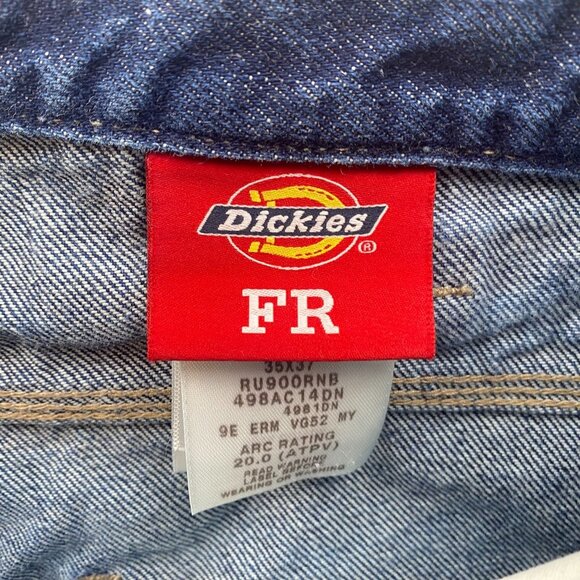 Dickies
®
FR
35X37
RU900RNB
498AC14DN
4981DN
9E ERM VG52 MY
ARC RATING
20.0 (ATPV)
READ WARNING
LABEL BEFORE
WEARING OR WASHING